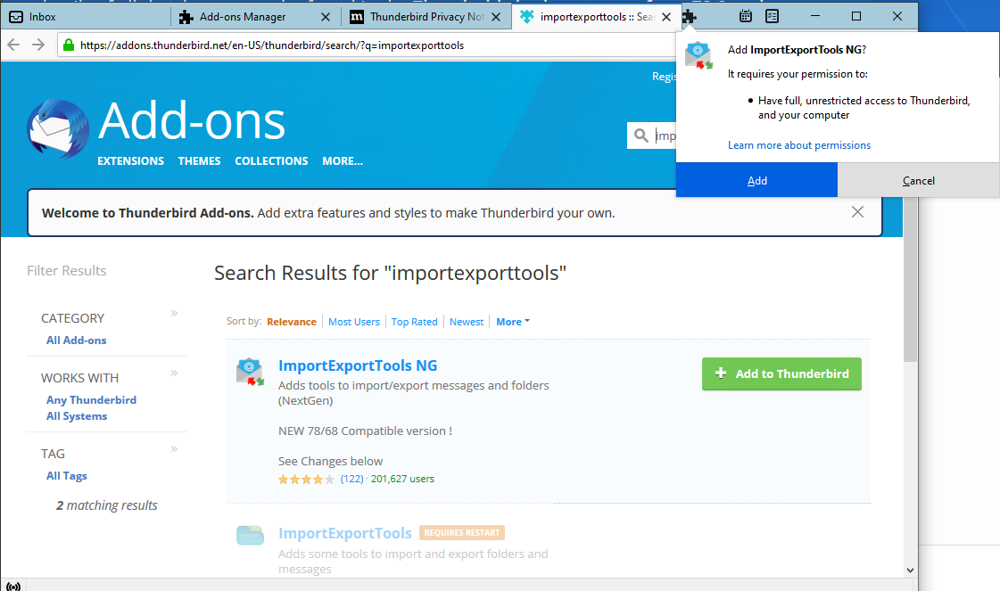 Inbox
Add-ons Manager
Thunderbird Privacy Not
importexporttools :: Sear
https://addons.thunderbird.net/en-US/thunderbird/search/?q=importexporttools
Add ImportExportTools NG?
It requires your permission to:
• Have full, unrestricted access to Thunderbird,
and your computer
Learn more about permissions
Add
Cancel
Regis
Add-ons
EXTENSIONS THEMES COLLECTIONS MORE...
imp
Welcome to Thunderbird Add-ons. Add extra features and styles to make Thunderbird your own.
Filter Results
CATEGORY »
All Add-ons
WORKS WITH »
Any Thunderbird
All Systems
TAG »
All Tags
2 matching results
Search Results for "importexporttools"
Sort by: Relevance Most Users Top Rated Newest More
ImportExportTools NG
Adds tools to import/export messages and folders
(NextGen)
NEW 78/68 Compatible version !
See Changes below
(122) · 201,627 users
+ Add to Thunderbird
ImportExportTools REQUIRES RESTART
Adds some tools to import and export folders and
messages